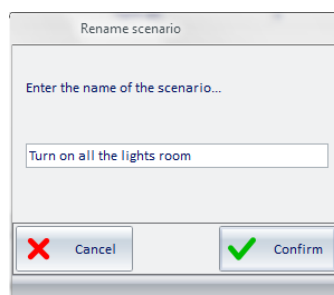 Rename scenario
Enter the name of the scenario...
Turn on all the lights room
Cancel
Confirm